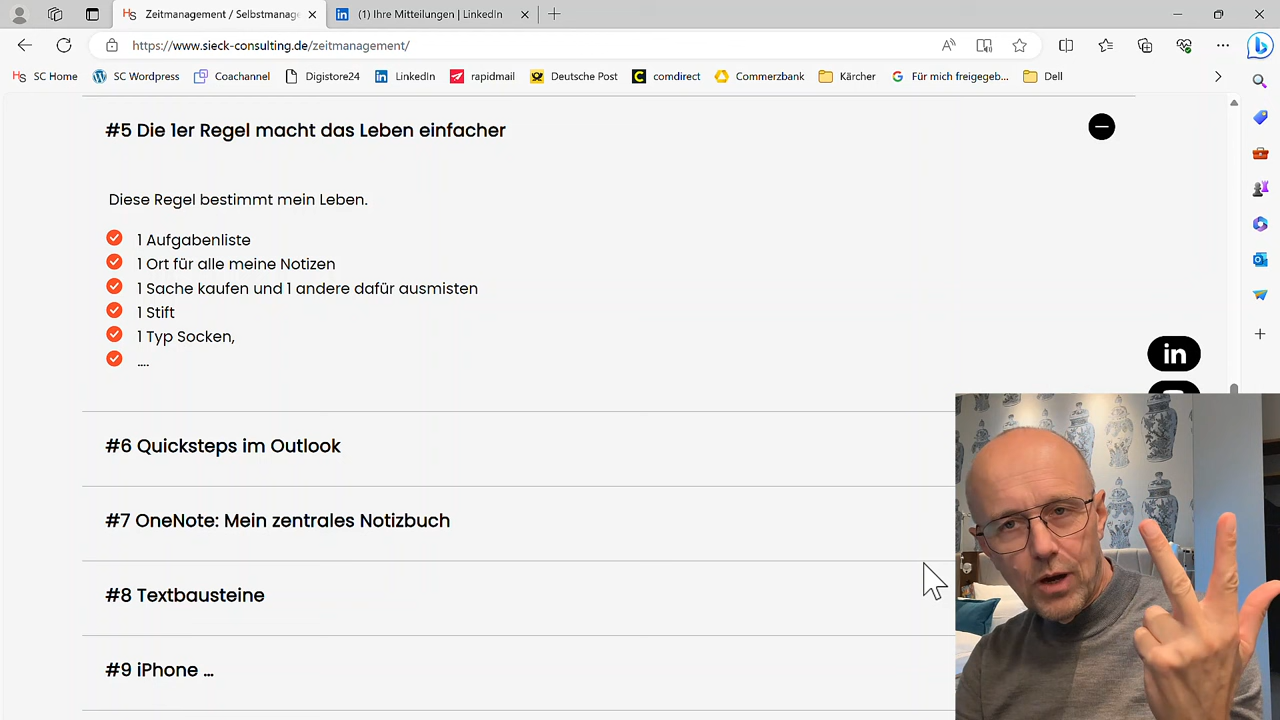 Zeitmanagement / Selbstmanage
(1) Ihre Mitteilungen | LinkedIn
https://www.sieck-consulting.de/zeitmanagement/
SC Home
SC Wordpress
Coachannel
Digistore24
LinkedIn
rapidmail
Deutsche Post
comdirect
Commerzbank
Kärcher
Für mich freigegeb...
Dell
#5 Die 1er Regel macht das Leben einfacher
Diese Regel bestimmt mein Leben.
1 Aufgabenliste
1 Ort für alle meine Notizen
1 Sache kaufen und 1 andere dafür ausmisten
1 Stift
1 Typ Socken,
....
in
#6 Quicksteps im Outlook
#7 OneNote: Mein zentrales Notizbuch
#8 Textbausteine
#9 iPhone ...